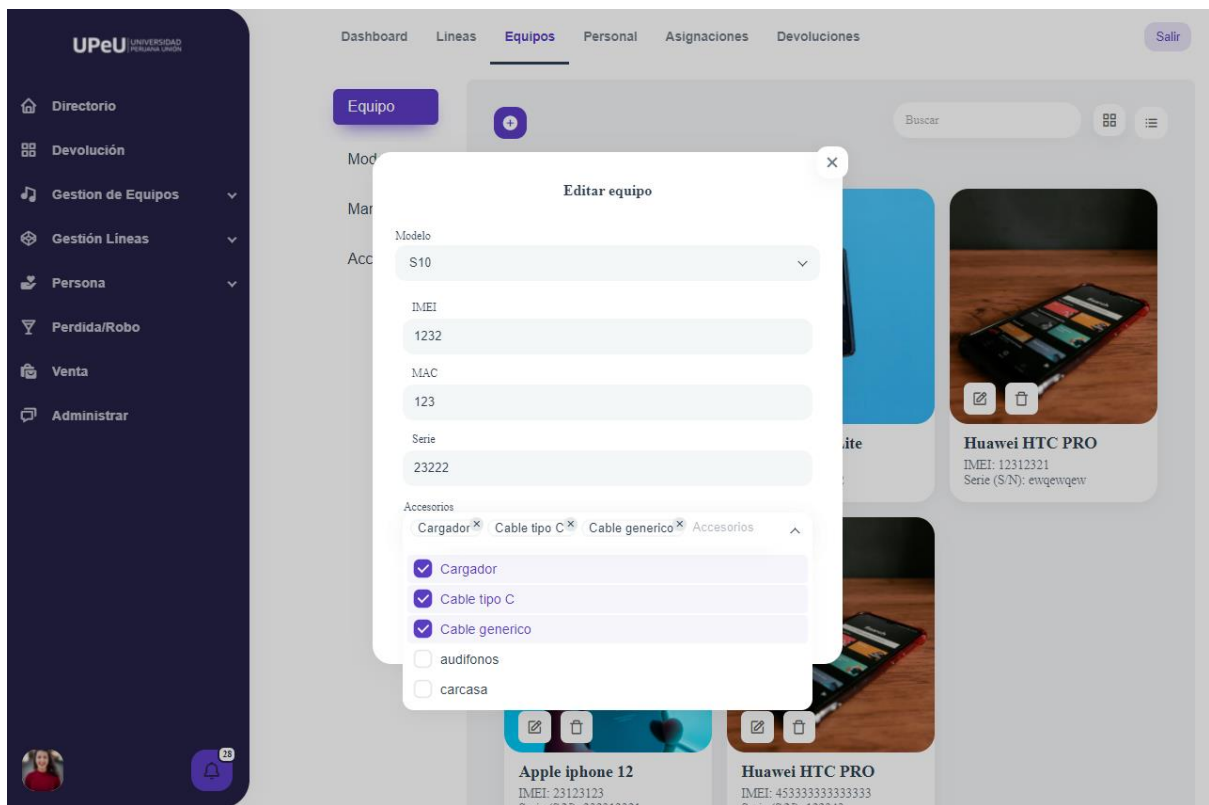 UPeU UNIVERSIDAD PERUANA UNIÓN
Dashboard Lineas Equipos Personal Asignaciones Devoluciones Salir
Directorio
Devolución
Gestion de Equipos
Gestión Líneas
Persona
Perdida/Robo
Venta
Administrar
28
Equipo
Buscar
Mod
Mar
Acc
Editar equipo
Modelo
S10
IMEI
1232
MAC
123
Serie
23222
Accesorios
Cargador Cable tipo C Cable generico Accesorios
Cargador
Cable tipo C
Cable generico
audifonos
carcasa
ite
Huawei HTC PRO
IMEI: 12312321
Serie (S/N): ewqewqew
Apple iphone 12
IMEI: 23123123
Huawei HTC PRO
IMEI: 453333333333333